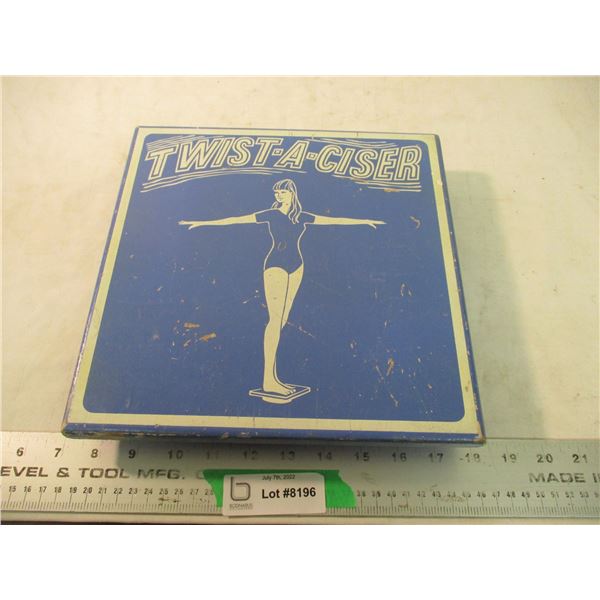 TWIST-A-CISER
6 7 8 9 10 11 12 13 14 15 16 17 -18 19 20 21
EVEL & TOOL MFG. MADE I
July 7th, 2022
Lot #8196